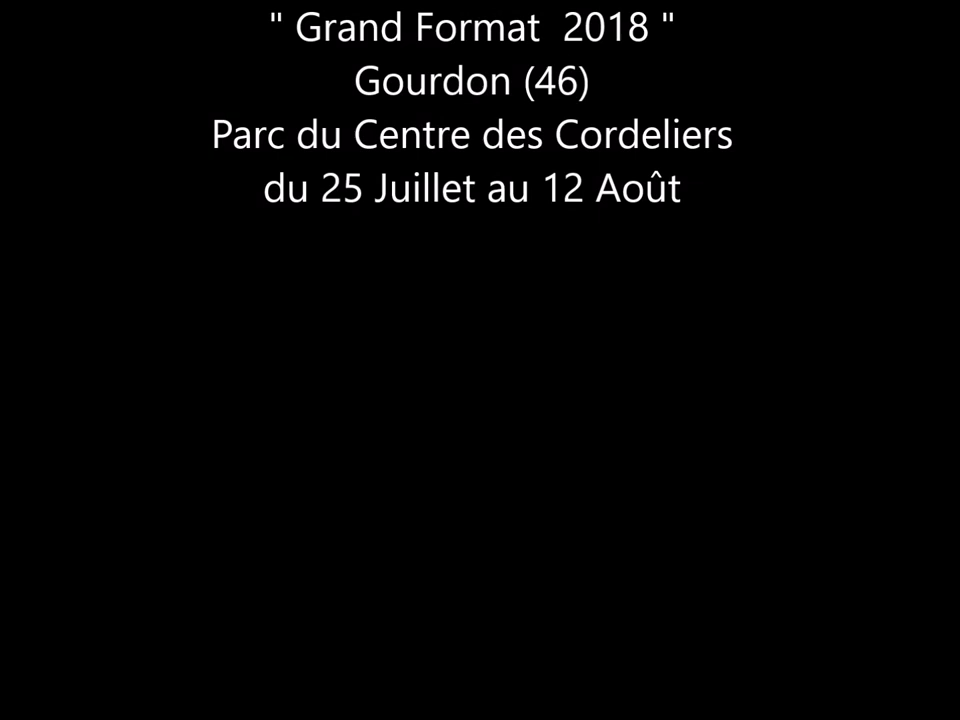 " Grand Format  2018 "
Gourdon (46)
Parc du Centre des Cordeliers
du 25 Juillet au 12 Août